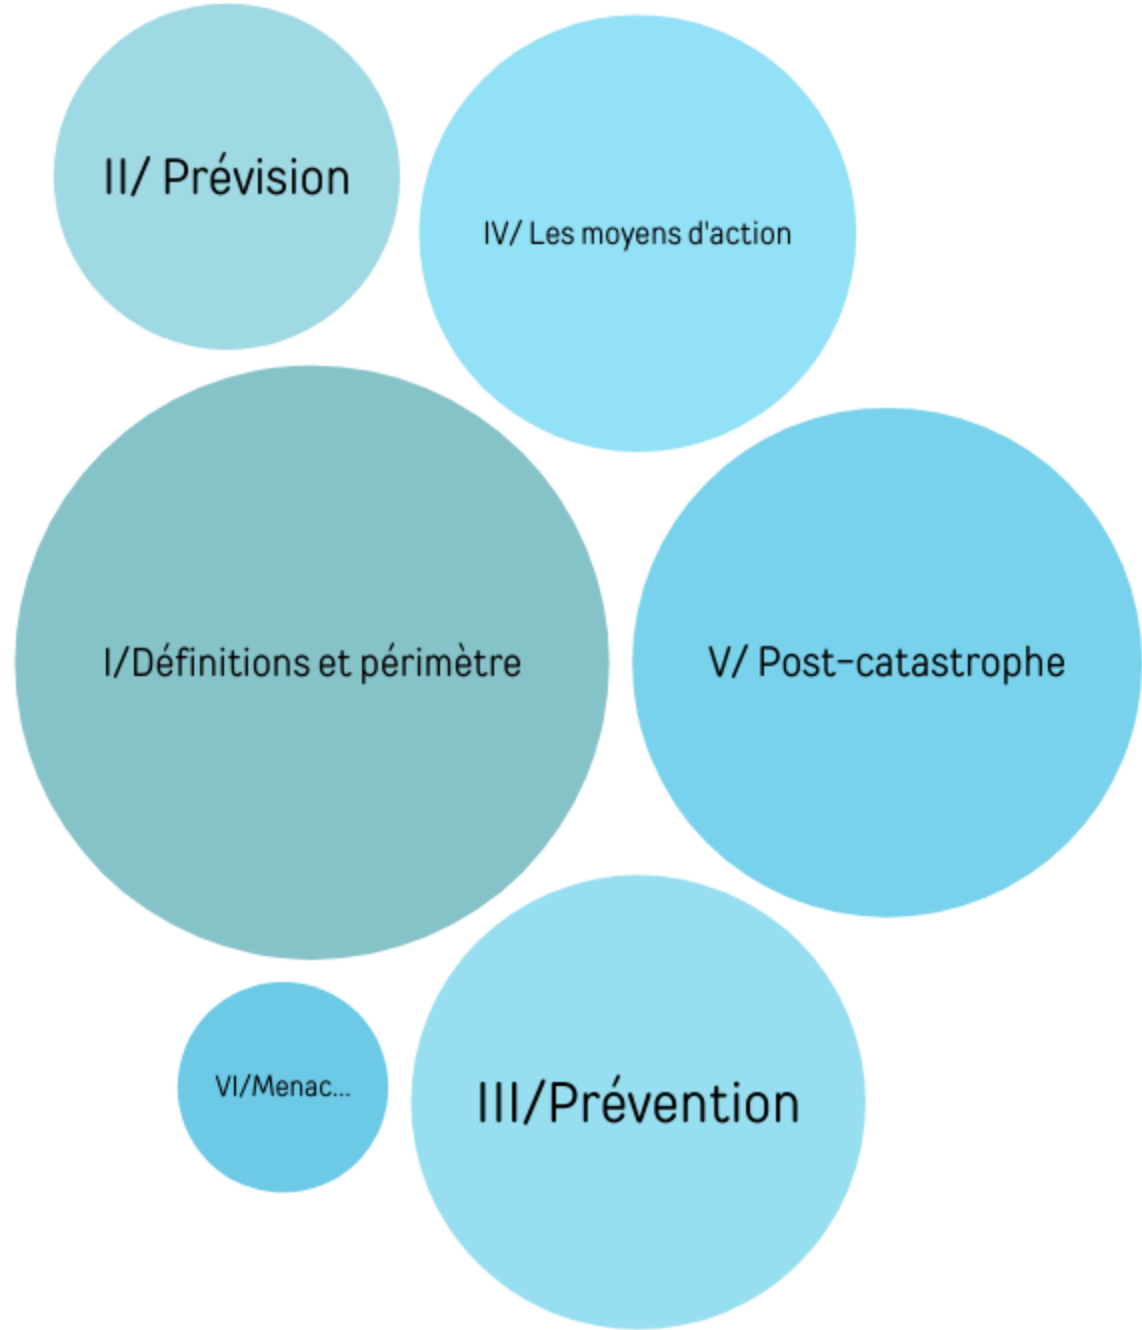 II/ Prévision
IV/ Les moyens d'action
I/Définitions et périmètre
V/ Post-catastrophe
VI/Menac...
III/Prévention